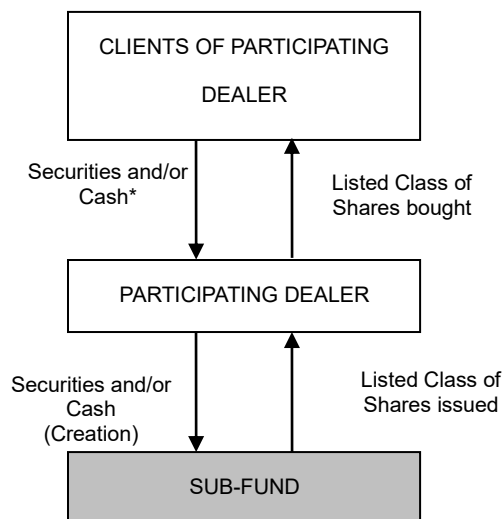 CLIENTS OF PARTICIPATING
DEALER
Securities and/or
Cash*
Listed Class of
Shares bought
PARTICIPATING DEALER
Securities and/or
Cash
(Creation)
Listed Class of
Shares issued
SUB-FUND